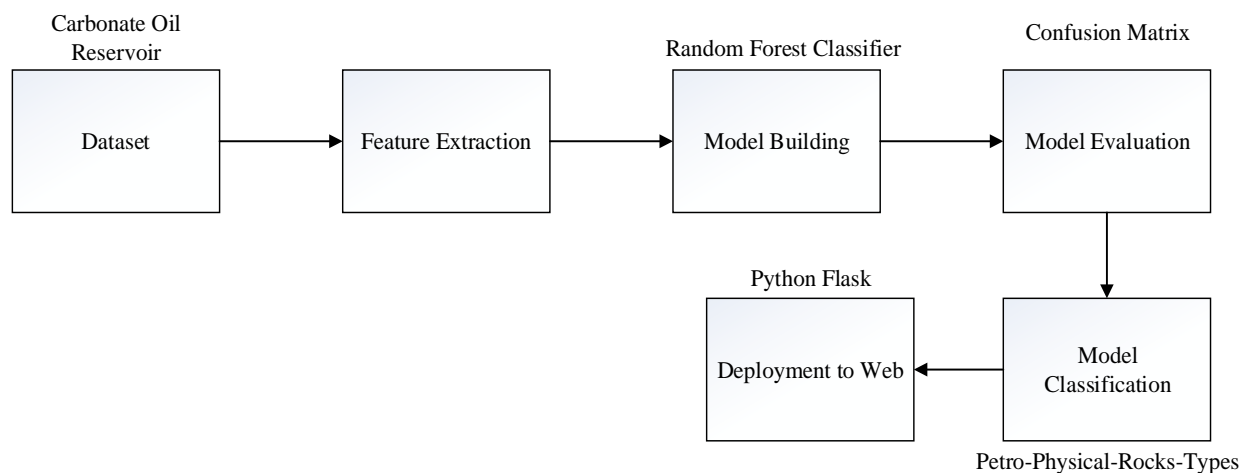 Carbonate Oil
Reservoir
Dataset
Feature Extraction
Random Forest Classifier
Model Building
Confusion Matrix
Model Evaluation
Python Flask
Deployment to Web
Model
Classification
Petro-Physical-Rocks-Types